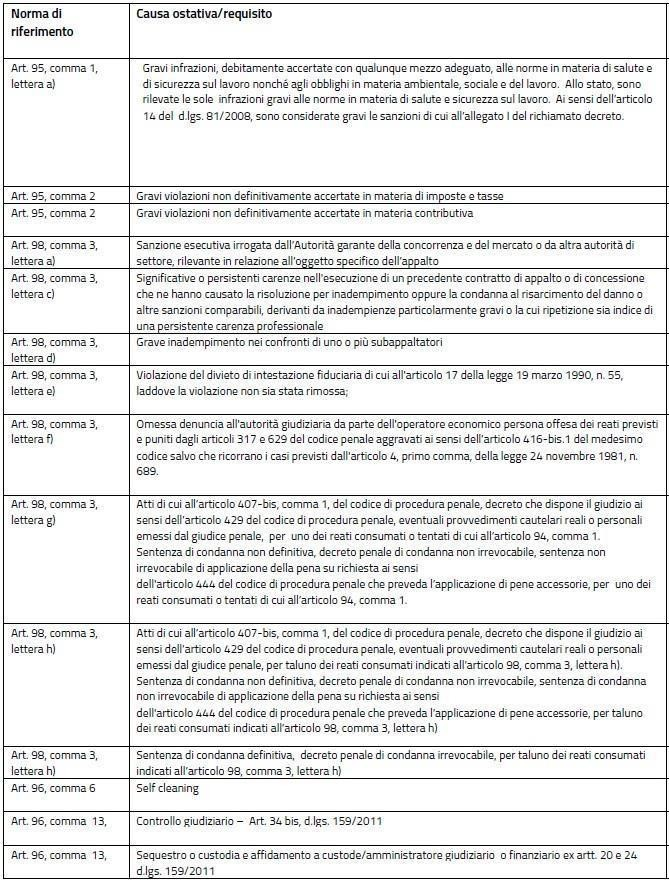 Norma di riferimento
Causa ostativa/requisito
Art. 95, comma 1,
lettera a)
Gravi infrazioni, debitamente accertate con qualunque mezzo adeguato, alle norme in materia di salute e
di sicurezza sul lavoro nonché agli obblighi in materia ambientale, sociale e del lavoro. Allo stato, sono
rilevate le sole infrazioni gravi alle norme in materia di salute e sicurezza sul lavoro. Ai sensi dell'articolo
14 del d.lgs. 81/2008, sono considerate gravi le sanzioni di cui all'allegato I del richiamato decreto.
Art. 95, comma 2
Gravi violazioni non definitivamente accertate in materia di imposte e tasse
Art. 95, comma 2
Gravi violazioni non definitivamente accertate in materia contributiva
Art. 98, comma 3,
lettera a)
Sanzione esecutiva irrogata dall'Autorità garante della concorrenza e del mercato o da altra autorità di
settore, rilevante in relazione all'oggetto specifico dell'appalto
Art. 98, comma 3,
lettera c)
Significative o persistenti carenze nell'esecuzione di un precedente contratto di appalto o di concessione
che ne hanno causato la risoluzione per inadempimento oppure la condanna al risarcimento del danno o
altre sanzioni comparabili, derivanti da inadempienze particolarmente gravi o la cui ripetizione sia indice di
una persistente carenza professionale
Art. 98, comma 3,
lettera d)
Grave inadempimento nei confronti di uno o più subappaltatori
Art. 98, comma 3,
lettera e)
Violazione del divieto di intestazione fiduciaria di cui all'articolo 17 della legge 19 marzo 1990, n. 55,
laddove la violazione non sia stata rimossa;
Art. 98, comma 3,
lettera f)
Omessa denuncia all'autorità giudiziaria da parte dell'operatore economico persona offesa dei reati previsti
e puniti dagli articoli 317 e 629 del codice penale aggravati ai sensi dell'articolo 416-bis.1 del medesimo
codice salvo che ricorrano i casi previsti dall'articolo 4, primo comma, della legge 24 novembre 1981, n.
689.
Art. 98, comma 3,
lettera g)
Atti di cui all'articolo 407-bis, comma 1, del codice di procedura penale, decreto che dispone il giudizio ai
sensi dell'articolo 429 del codice di procedura penale, eventuali provvedimenti cautelari reali o personali
emessi dal giudice penale, per uno dei reati consumati o tentati di cui all'articolo 94, comma 1.
Sentenza di condanna non definitiva, decreto penale di condanna non irrevocabile, sentenza non
irrevocabile di applicazione della pena su richiesta ai sensi
dell'articolo 444 del codice di procedura penale che preveda l'applicazione di pene accessorie, per uno dei
reati consumati o tentati di cui all'articolo 94, comma 1.
Art. 98, comma 3,
lettera h)
Atti di cui all'articolo 407-bis, comma 1, del codice di procedura penale, decreto che dispone il giudizio ai
sensi dell'articolo 429 del codice di procedura penale, eventuali provvedimenti cautelari reali o personali
emessi dal giudice penale, per taluno dei reati consumati indicati all'articolo 98, comma 3, lettera h).
Sentenza di condanna non definitiva, decreto penale di condanna non irrevocabile, sentenza di condanna
non irrevocabile di applicazione della pena su richiesta ai sensi
dell'articolo 444 del codice di procedura penale che preveda l'applicazione di pene accessorie, per taluno
dei reati consumati indicati all'articolo 98, comma 3, lettera h)
Art. 98, comma 3,
lettera h)
Sentenza di condanna definitiva, decreto penale di condanna irrevocabile, per taluno dei reati consumati
indicati all'articolo 98, comma 3, lettera h)
Art. 96, comma 6
Self cleaning
Art. 96, comma 13,
Controllo giudiziario – Art. 34 bis, d.lgs. 159/2011
Art. 96, comma 13,
Sequestro o custodia e affidamento a custode/amministratore giudiziario o finanziario ex artt. 20 e 24
d.lgs. 159/2011